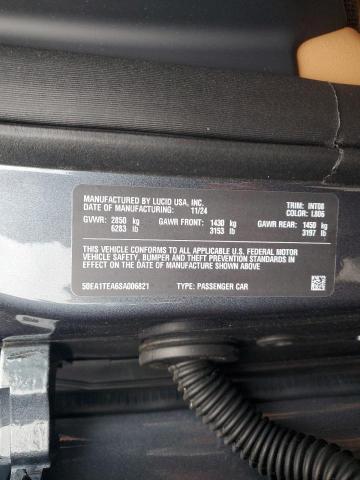 MANUFACTURED BY LUCID USA, INC.
DATE OF MANUFACTURING: 11/24
TRIM: INT08
COLOR: L806
GVWR: 2850 kg
6283 lb
GAWR FRONT: 1430 kg
3153 lb
GAWR REAR: 1450 kg
3197 lb
THIS VEHICLE CONFORMS TO ALL APPLICABLE U.S. FEDERAL MOTOR
VEHICLE SAFETY, BUMPER AND THEFT PREVENTION STANDARDS IN
EFFECT ON THE DATE OF MANUFACTURE SHOWN ABOVE.
50EA1TEA6SA006821 TYPE: PASSENGER CAR